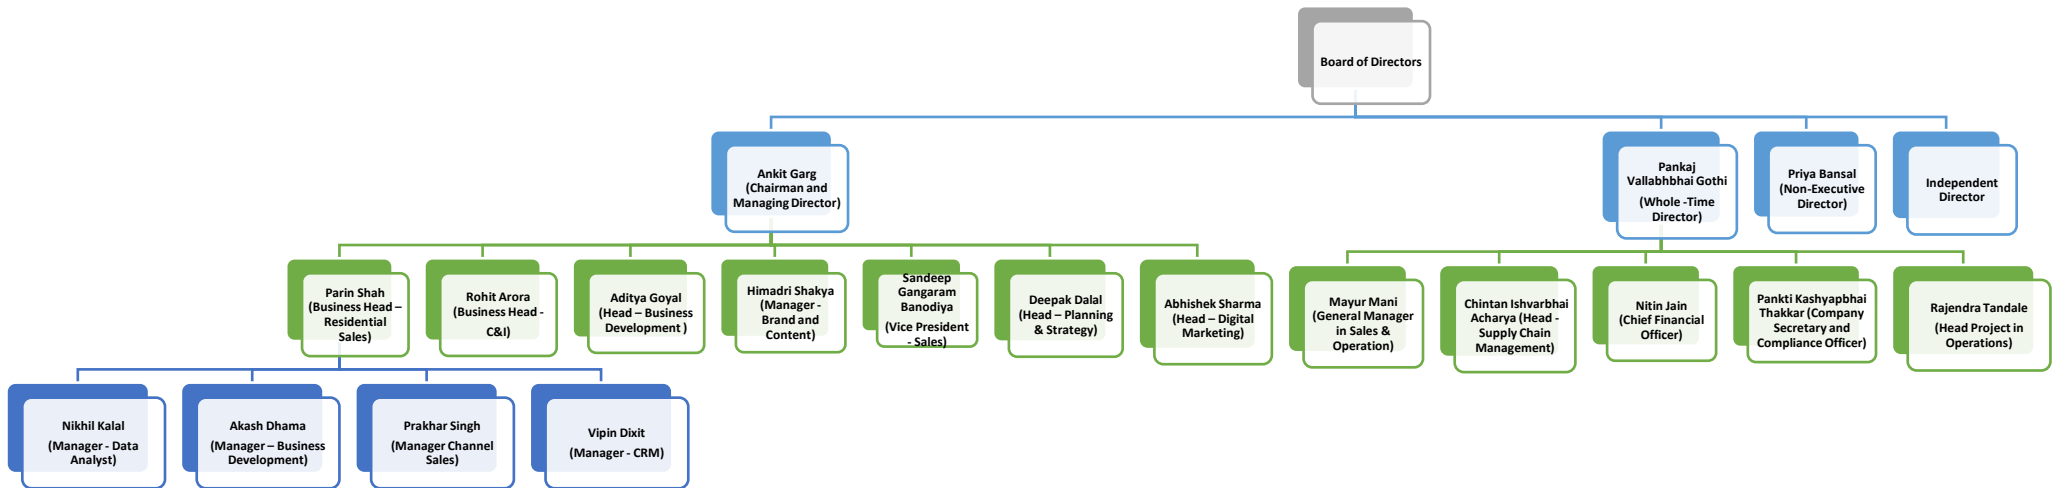 Board of Directors
Ankit Garg
(Chairman and
Managing Director)
Pankaj
Vallabhbhai Gothi
(Whole -Time
Director)
Priya Bansal
(Non-Executive
Director)
Independent
Director
Parin Shah
(Business Head –
Residential
Sales)
Rohit Arora
(Business Head -
C&I)
Aditya Goyal
(Head – Business
Development )
Himadri Shakya
(Manager -
Brand and
Content)
Sandeep
Gangaram
Banodiya
(Vice President
- Sales)
Deepak Dalal
(Head – Planning
& Strategy)
Abhishek Sharma
(Head – Digital
Marketing)
Mayur Mani
(General Manager
in Sales &
Operation)
Chintan Ishvarbhai
Acharya (Head -
Supply Chain
Management)
Nitin Jain
(Chief Financial
Officer)
Pankti Kashyapbhai
Thakkar (Company
Secretary and
Compliance Officer)
Rajendra Tandale
(Head Project in
Operations)
Nikhil Kalal
(Manager - Data
Analyst)
Akash Dhama
(Manager – Business
Development)
Prakhar Singh
(Manager Channel
Sales)
Vipin Dixit
(Manager - CRM)